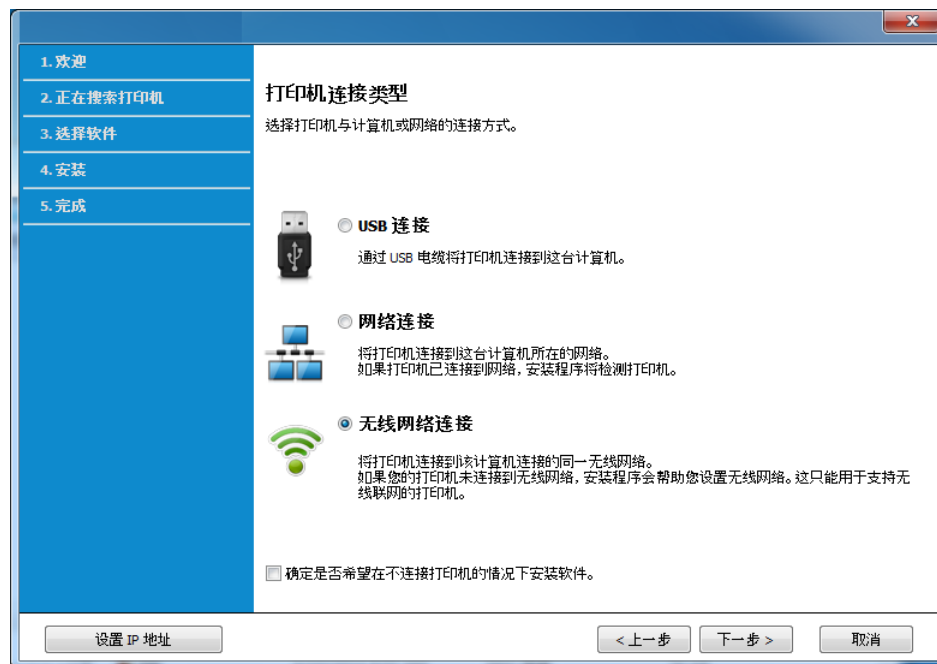 1. 欢迎
2. 正在搜索打印机
3. 选择软件
4. 安装
5. 完成
打印机连接类型
选择打印机与计算机或网络的连接方式。
USB 连接
通过 USB 电缆将打印机连接到这台计算机。
网络连接
将打印机连接到这台计算机所在的网络。
如果打印机已连接到网络，安装程序将检测打印机。
无线网络连接
将打印机连接到该计算机连接的同一无线网络。
如果您的打印机未连接到无线网络，安装程序会帮助您设置无线网络。这只能用于支持无
线联网的打印机。
确定是否希望在不连接打印机的情况下安装软件。
设置 IP 地址
< 上一步
下一步 >
取消